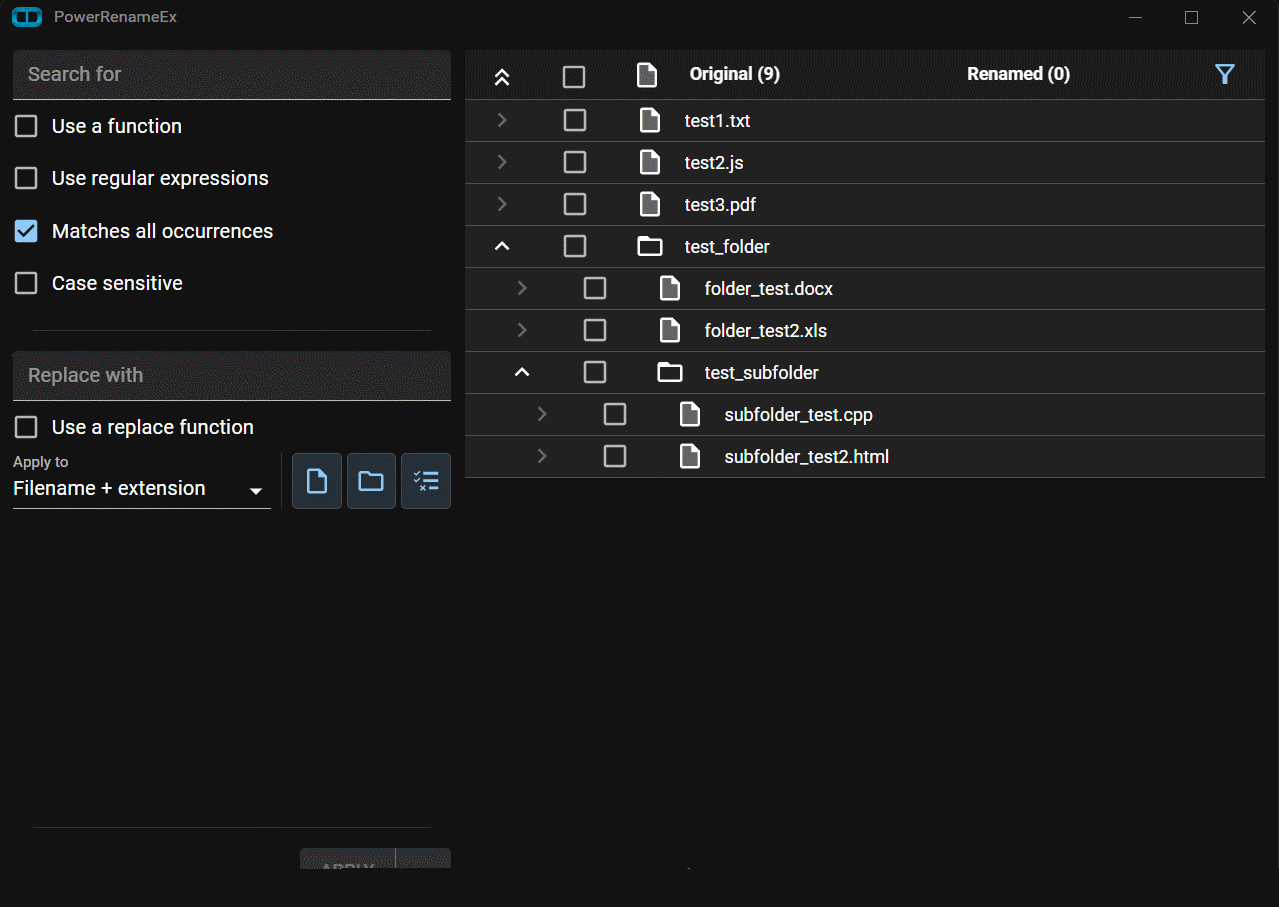 PowerRenameEx
Search for
Use a function
Use regular expressions
Matches all occurrences
Case sensitive
Replace with
Use a replace function
Apply to
Filename + extension
APPLY
Original (9)
Renamed (0)
test1.txt
test2.js
test3.pdf
test_folder
folder_test.docx
folder_test2.xls
test_subfolder
subfolder_test.cpp
subfolder_test2.html